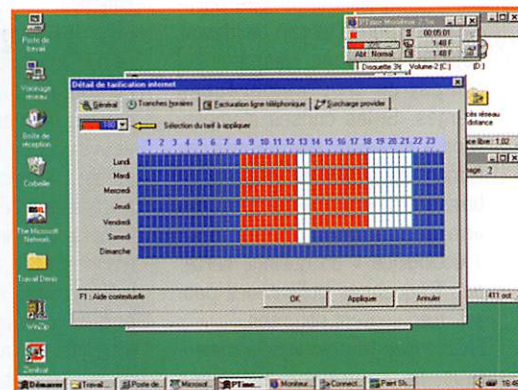 Poste de travail
Voisinage réseau
Boîte de réception
Corbeille
The Microsoft Network
Travail Denis
WinZip
PTime Moniteur
00:05:01
1.48 F
Abt : Normal
1.48 F
Disquette 3½
Volume-2 (C:)
(D:)
Détail de tarification internet
Général
Tranches horaires
Facturation ligne téléphonique
Surcharge provider
Sélection du tarif à appliquer
1 2 3 4 5 6 7 8 9 10 11 12 13 14 15 16 17 18 19 20 21 22 23
Lundi
Mardi
Mercredi
Jeudi
Vendredi
Samedi
Dimanche
F1 : Aide contextuelle
OK
Appliquer
Annuler
411 oct
Démarrer
Travail...
Poste de...
Microsoft...
PTime...
Moniteur...
Connect...
Paint Sh...